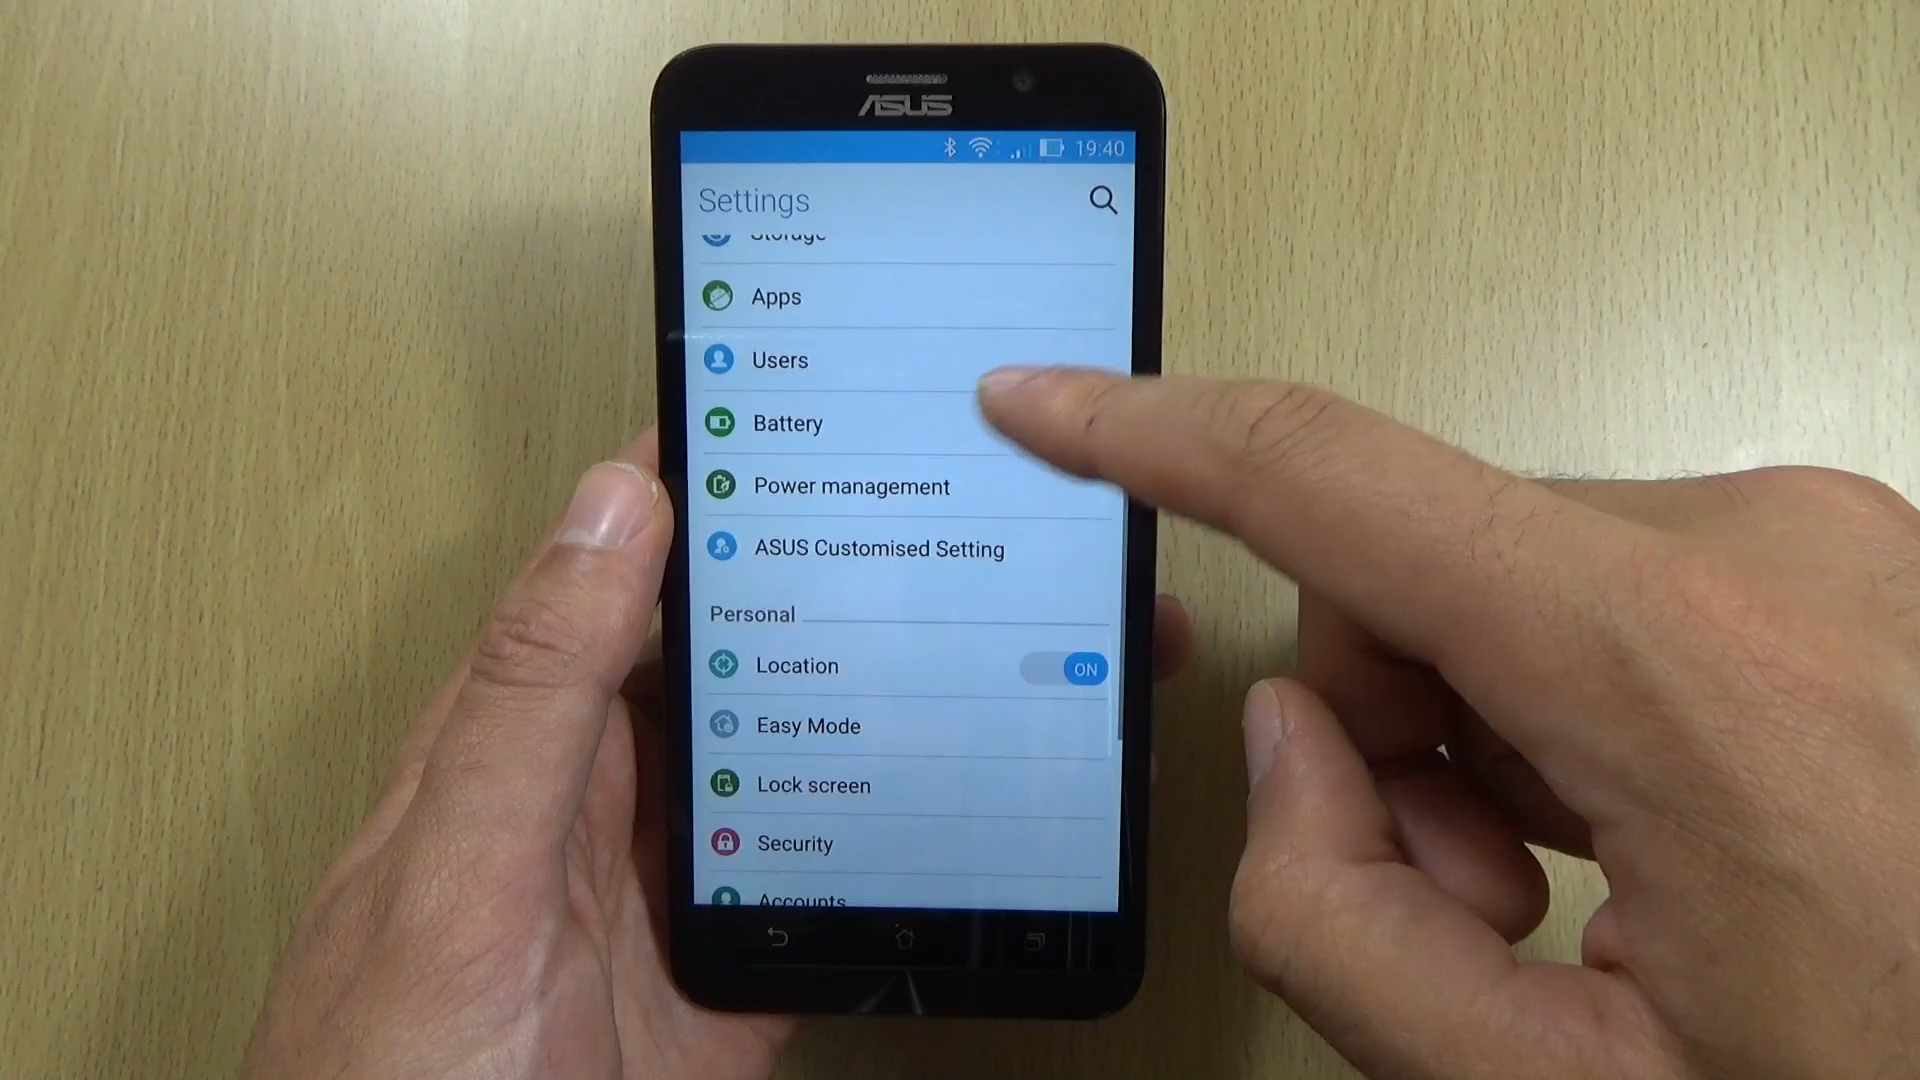 ASUS
19:40
Settings
Storage
Apps
Users
Battery
Power management
ASUS Customised Setting
Personal
Location
ON
Easy Mode
Lock screen
Security
Accounts